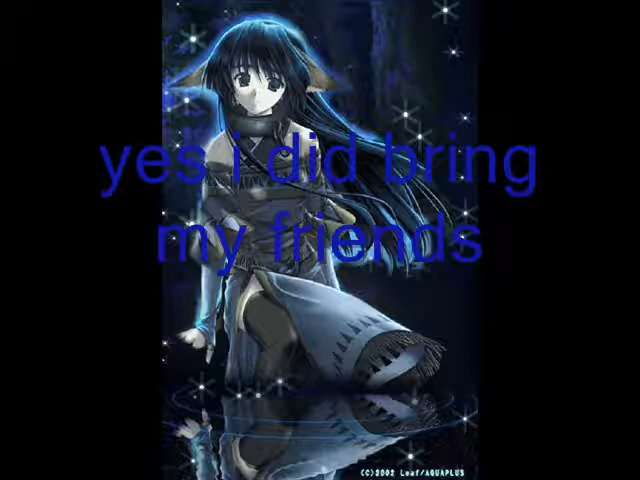 yes i did bring
my friends
(C)2002 Leaf/AQUAPLUS